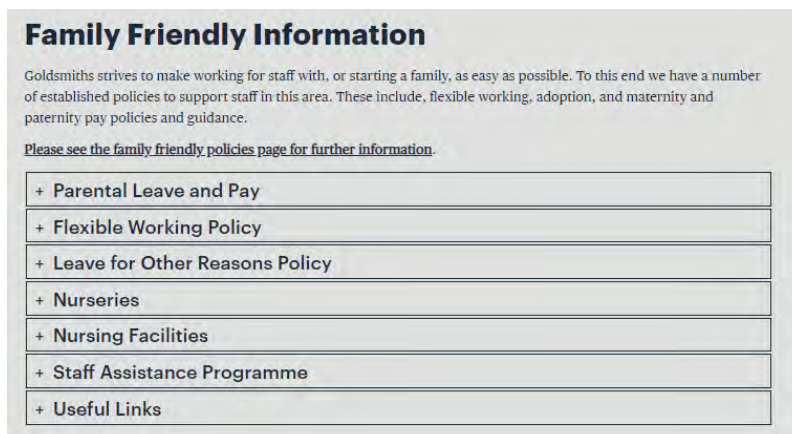 Family Friendly Information
Goldsmiths strives to make working for staff with, or starting a family, as easy as possible. To this end we have a number
of established policies to support staff in this area. These include, flexible working, adoption, and maternity and
paternity pay policies and guidance.
Please see the family friendly policies page for further information.
+ Parental Leave and Pay
+ Flexible Working Policy
+ Leave for Other Reasons Policy
+ Nurseries
+ Nursing Facilities
+ Staff Assistance Programme
+ Useful Links